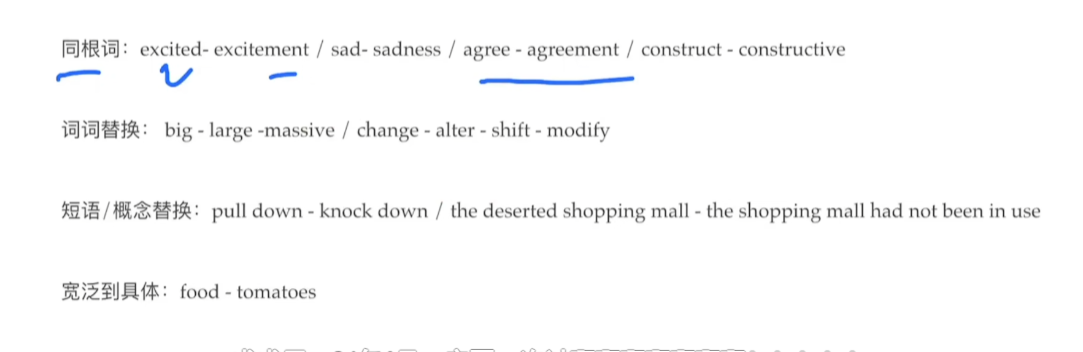 同根词：excited- excitement / sad- sadness / agree - agreement / construct - constructive
词词替换： big - large -massive / change - alter - shift - modify
短语/概念替换：pull down - knock down / the deserted shopping mall - the shopping mall had not been in use
宽泛到具体：food - tomatoes